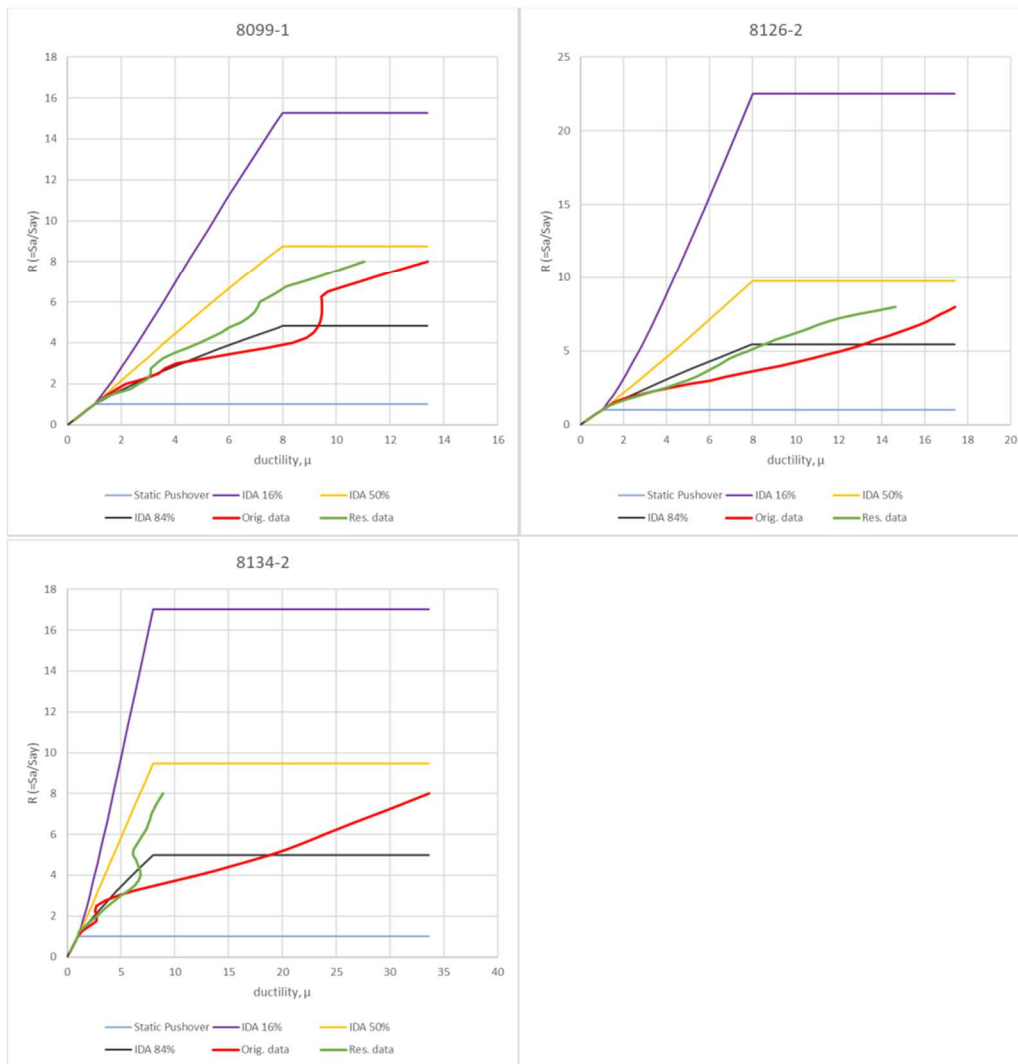 8099-1
18
16
14
12
10
8
6
4
2
0
R (=Sa/Say)
0 2 4 6 8 10 12 14 16
ductility, μ
Static Pushover IDA 16% IDA 50%
IDA 84% Orig. data Res. data
8126-2
25
20
15
10
5
0
R (=Sa/Say)
0 2 4 6 8 10 12 14 16 18 20
ductility, μ
Static Pushover IDA 16% IDA 50%
IDA 84% Orig. data Res. data
8134-2
18
16
14
12
10
8
6
4
2
0
R (=Sa/Say)
0 5 10 15 20 25 30 35 40
ductility, μ
Static Pushover IDA 16% IDA 50%
IDA 84% Orig. data Res. data